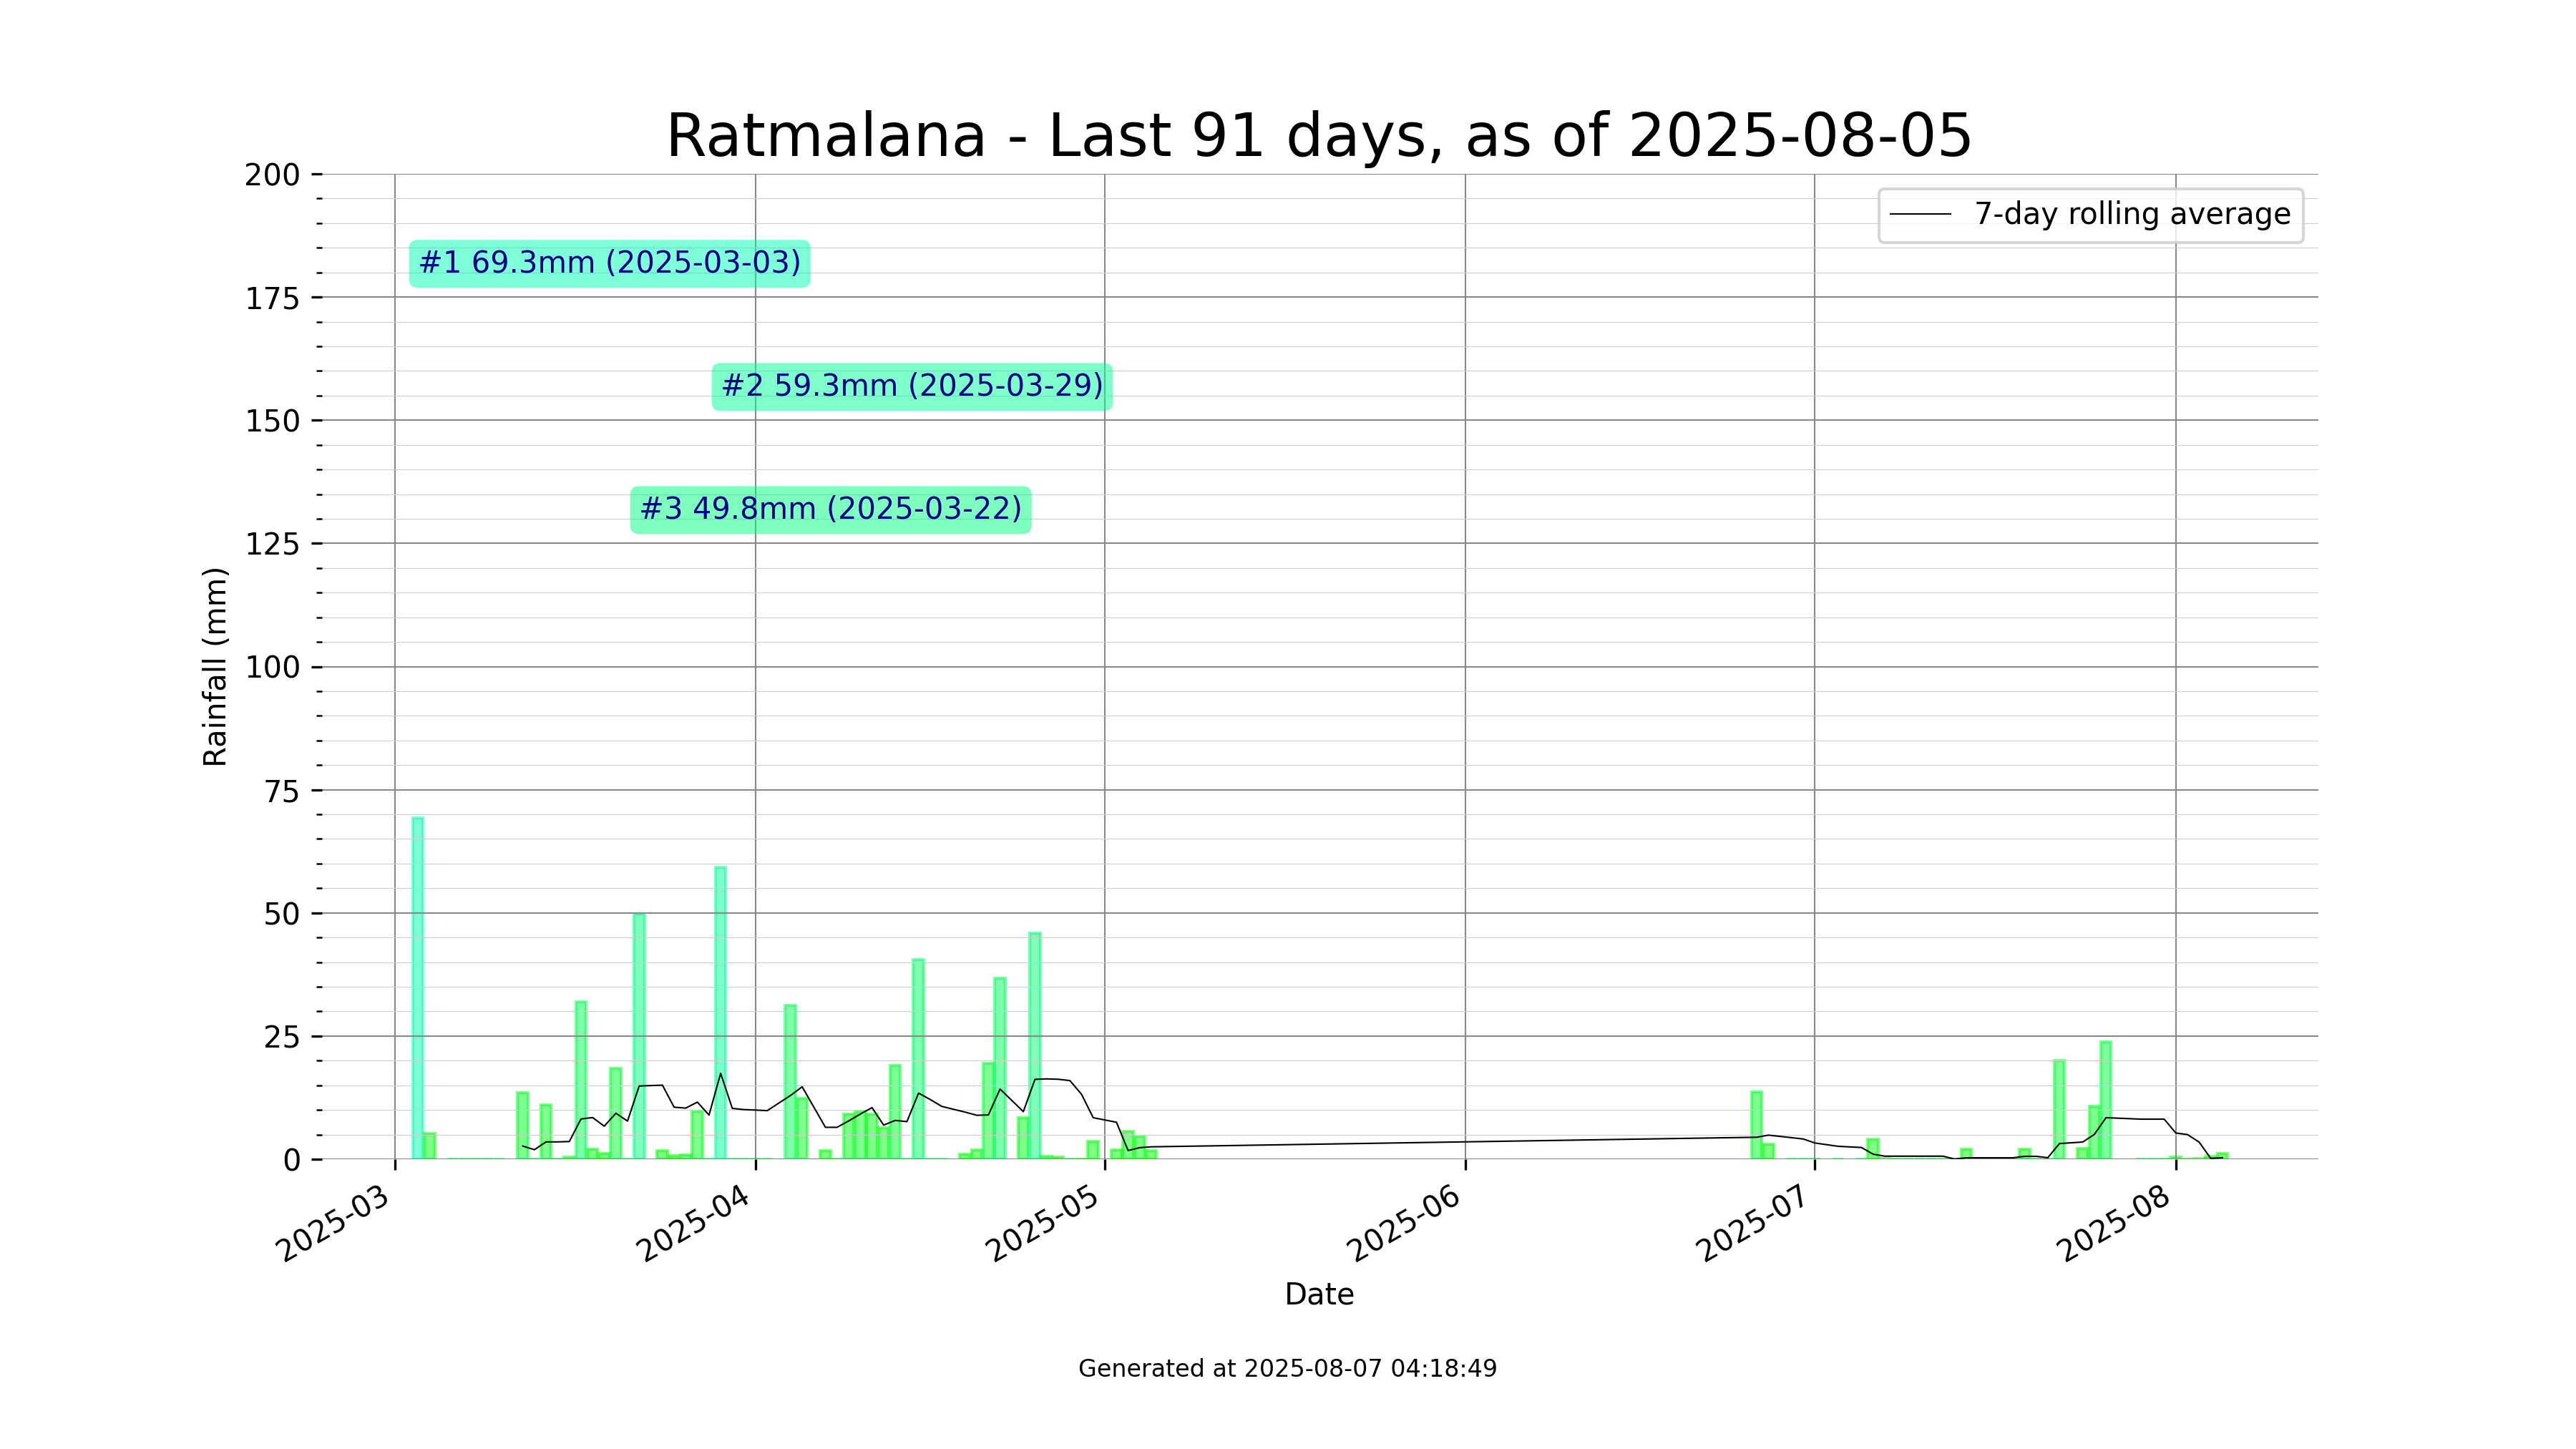 Ratmalana - Last 91 days, as of 2025-08-05
7-day rolling average
#1 69.3mm (2025-03-03)
#2 59.3mm (2025-03-29)
#3 49.8mm (2025-03-22)
200
175
150
125
100
75
50
25
0
Rainfall (mm)
2025-03
2025-04
2025-05
2025-06
2025-07
2025-08
Date
Generated at 2025-08-07 04:18:49